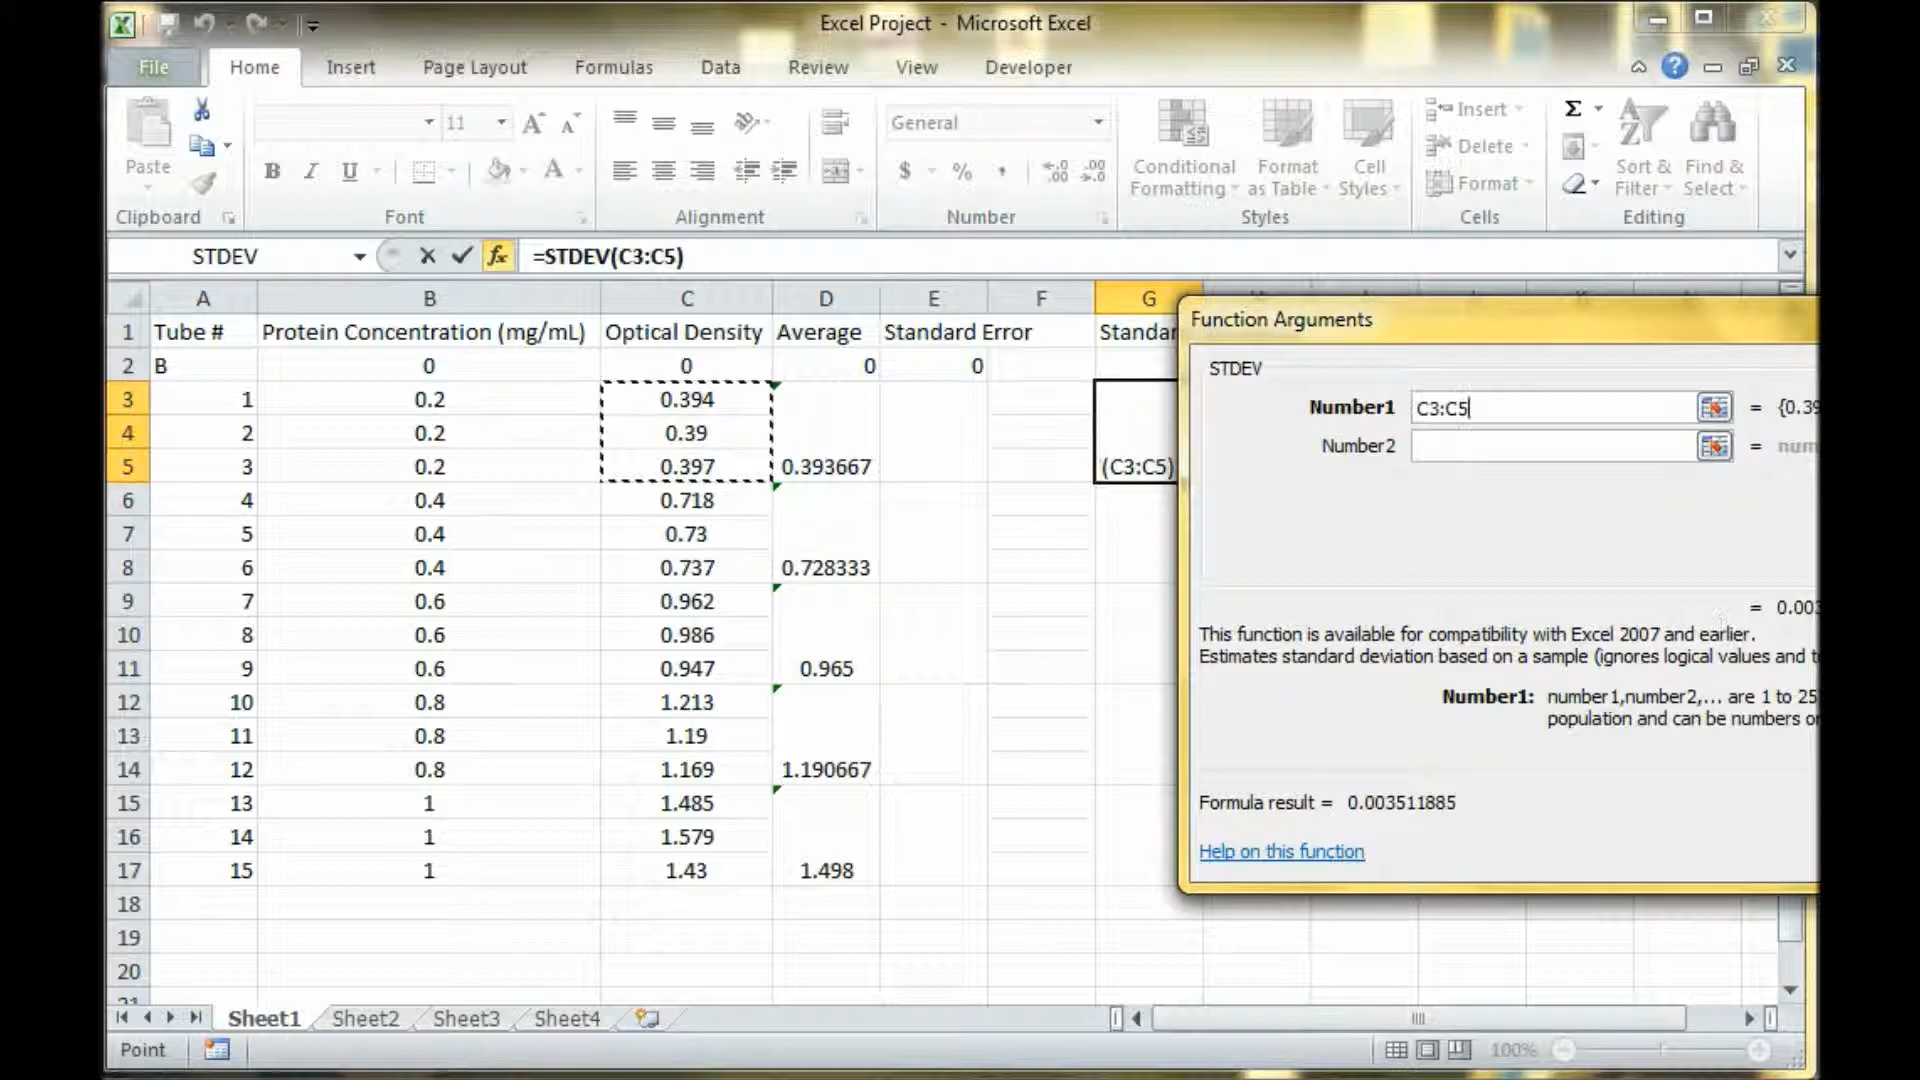 Excel Project - Microsoft Excel
File Home Insert Page Layout Formulas Data Review View Developer
Paste
11
General
Conditional Formatting
Format as Table
Cell Styles
Insert
Delete
Format
Sort & Filter
Find & Select
Clipboard Font Alignment Number Styles Cells Editing
STDEV fx =STDEV(C3:C5)
A B C D E F G
1 Tube # Protein Concentration (mg/mL) Optical Density Average Standard Error Standar
2 B 0 0 0 0
3 1 0.2 0.394
4 2 0.2 0.39
5 3 0.2 0.397 0.393667 (C3:C5)
6 4 0.4 0.718
7 5 0.4 0.73
8 6 0.4 0.737 0.728333
9 7 0.6 0.962
10 8 0.6 0.986
11 9 0.6 0.947 0.965
12 10 0.8 1.213
13 11 0.8 1.19
14 12 0.8 1.169 1.190667
15 13 1 1.485
16 14 1 1.579
17 15 1 1.43 1.498
18
19
20
21
Function Arguments
STDEV
Number1 C3:C5 = {0.39
Number2 = num
= 0.003
This function is available for compatibility with Excel 2007 and earlier.
Estimates standard deviation based on a sample (ignores logical values and t
Number1: number1,number2,... are 1 to 25
population and can be numbers o
Formula result = 0.003511885
Help on this function
Sheet1 Sheet2 Sheet3 Sheet4
Point 100%